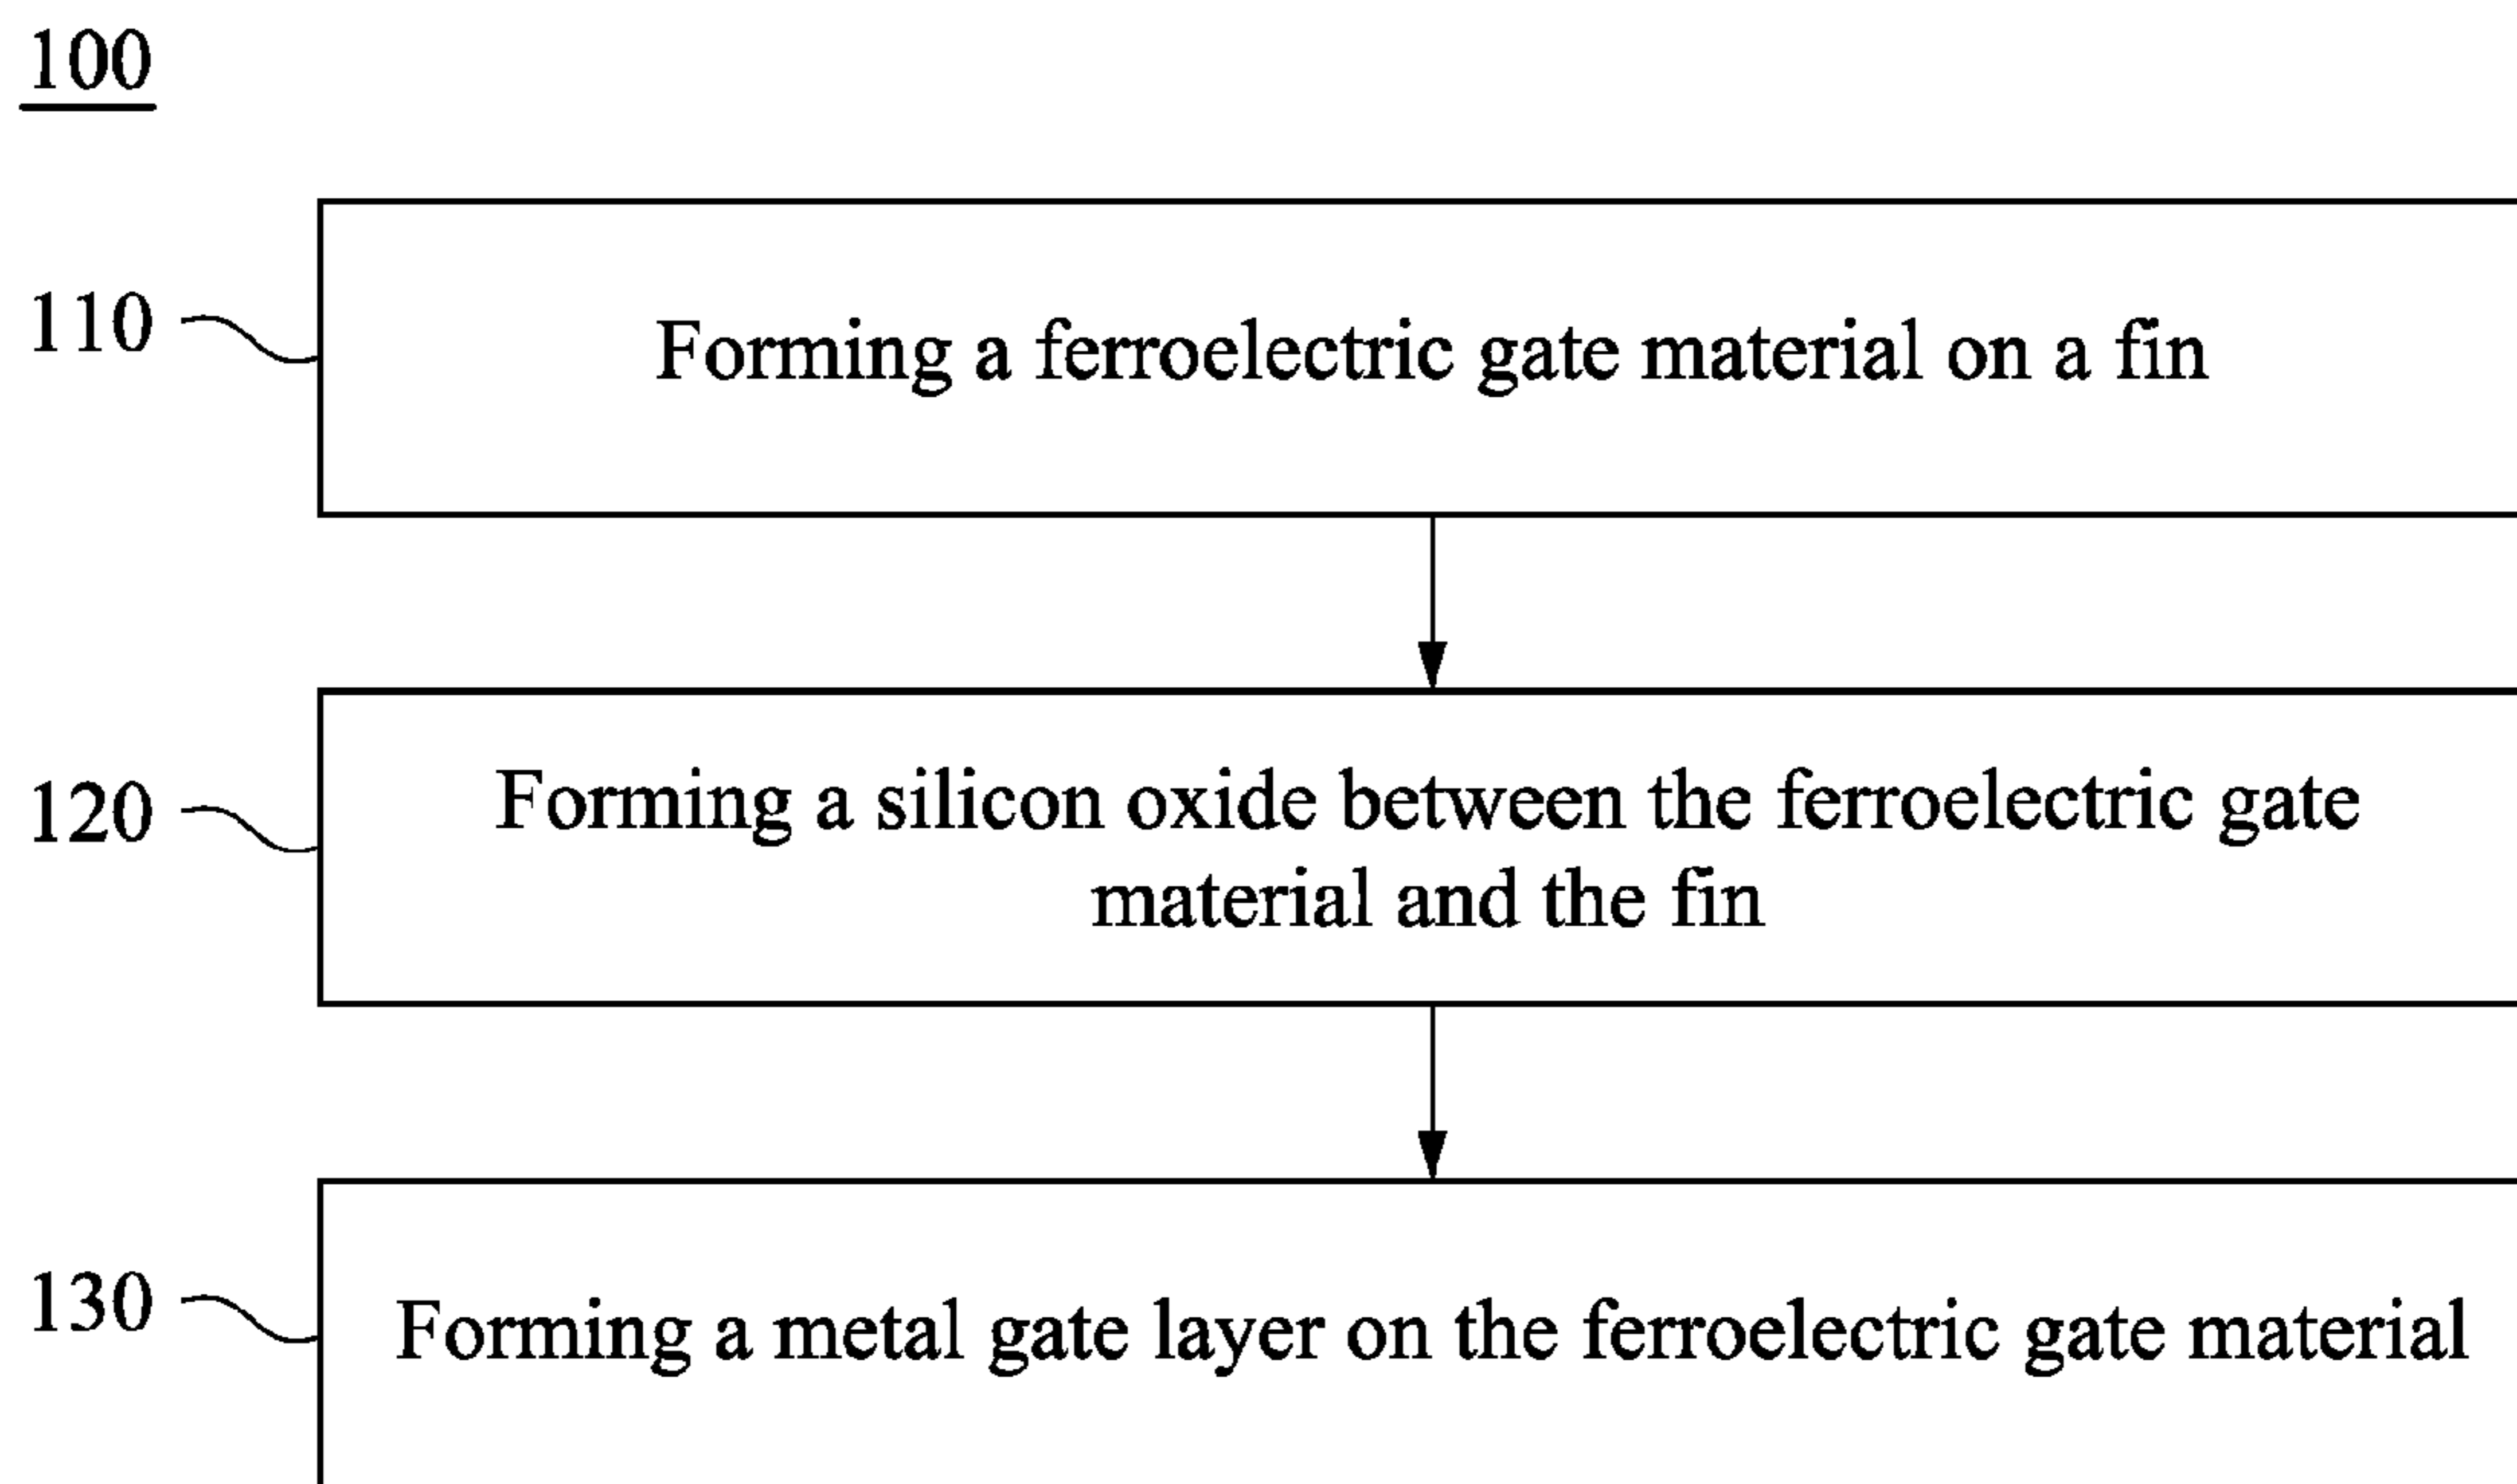 100
110
Forming a ferroelectric gate material on a fin
120
Forming a silicon oxide between the ferroelectric gate
material and the fin
130
Forming a metal gate layer on the ferroelectric gate material